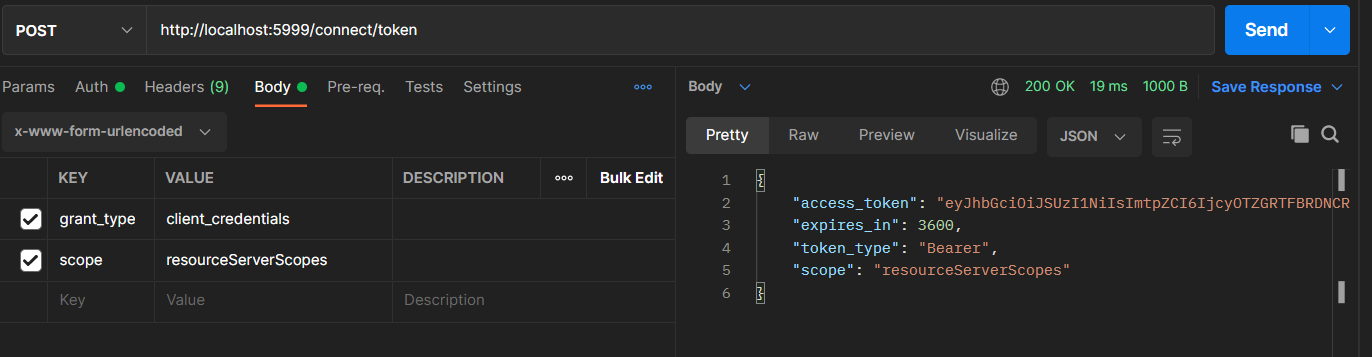 POST http://localhost:5999/connect/token Send
Params Auth Headers (9) Body Pre-req. Tests Settings
Body 200 OK 19 ms 1000 B Save Response
x-www-form-urlencoded
Pretty Raw Preview Visualize JSON
KEY VALUE DESCRIPTION Bulk Edit
grant_type client_credentials
scope resourceServerScopes
Key Value Description
1 {
2 "access_token": "eyJhbGciOiJSUzI1NiIsImtpZCI6IjcyOTZGRTFBRDNCR
3 "expires_in": 3600,
4 "token_type": "Bearer",
5 "scope": "resourceServerScopes"
6 }